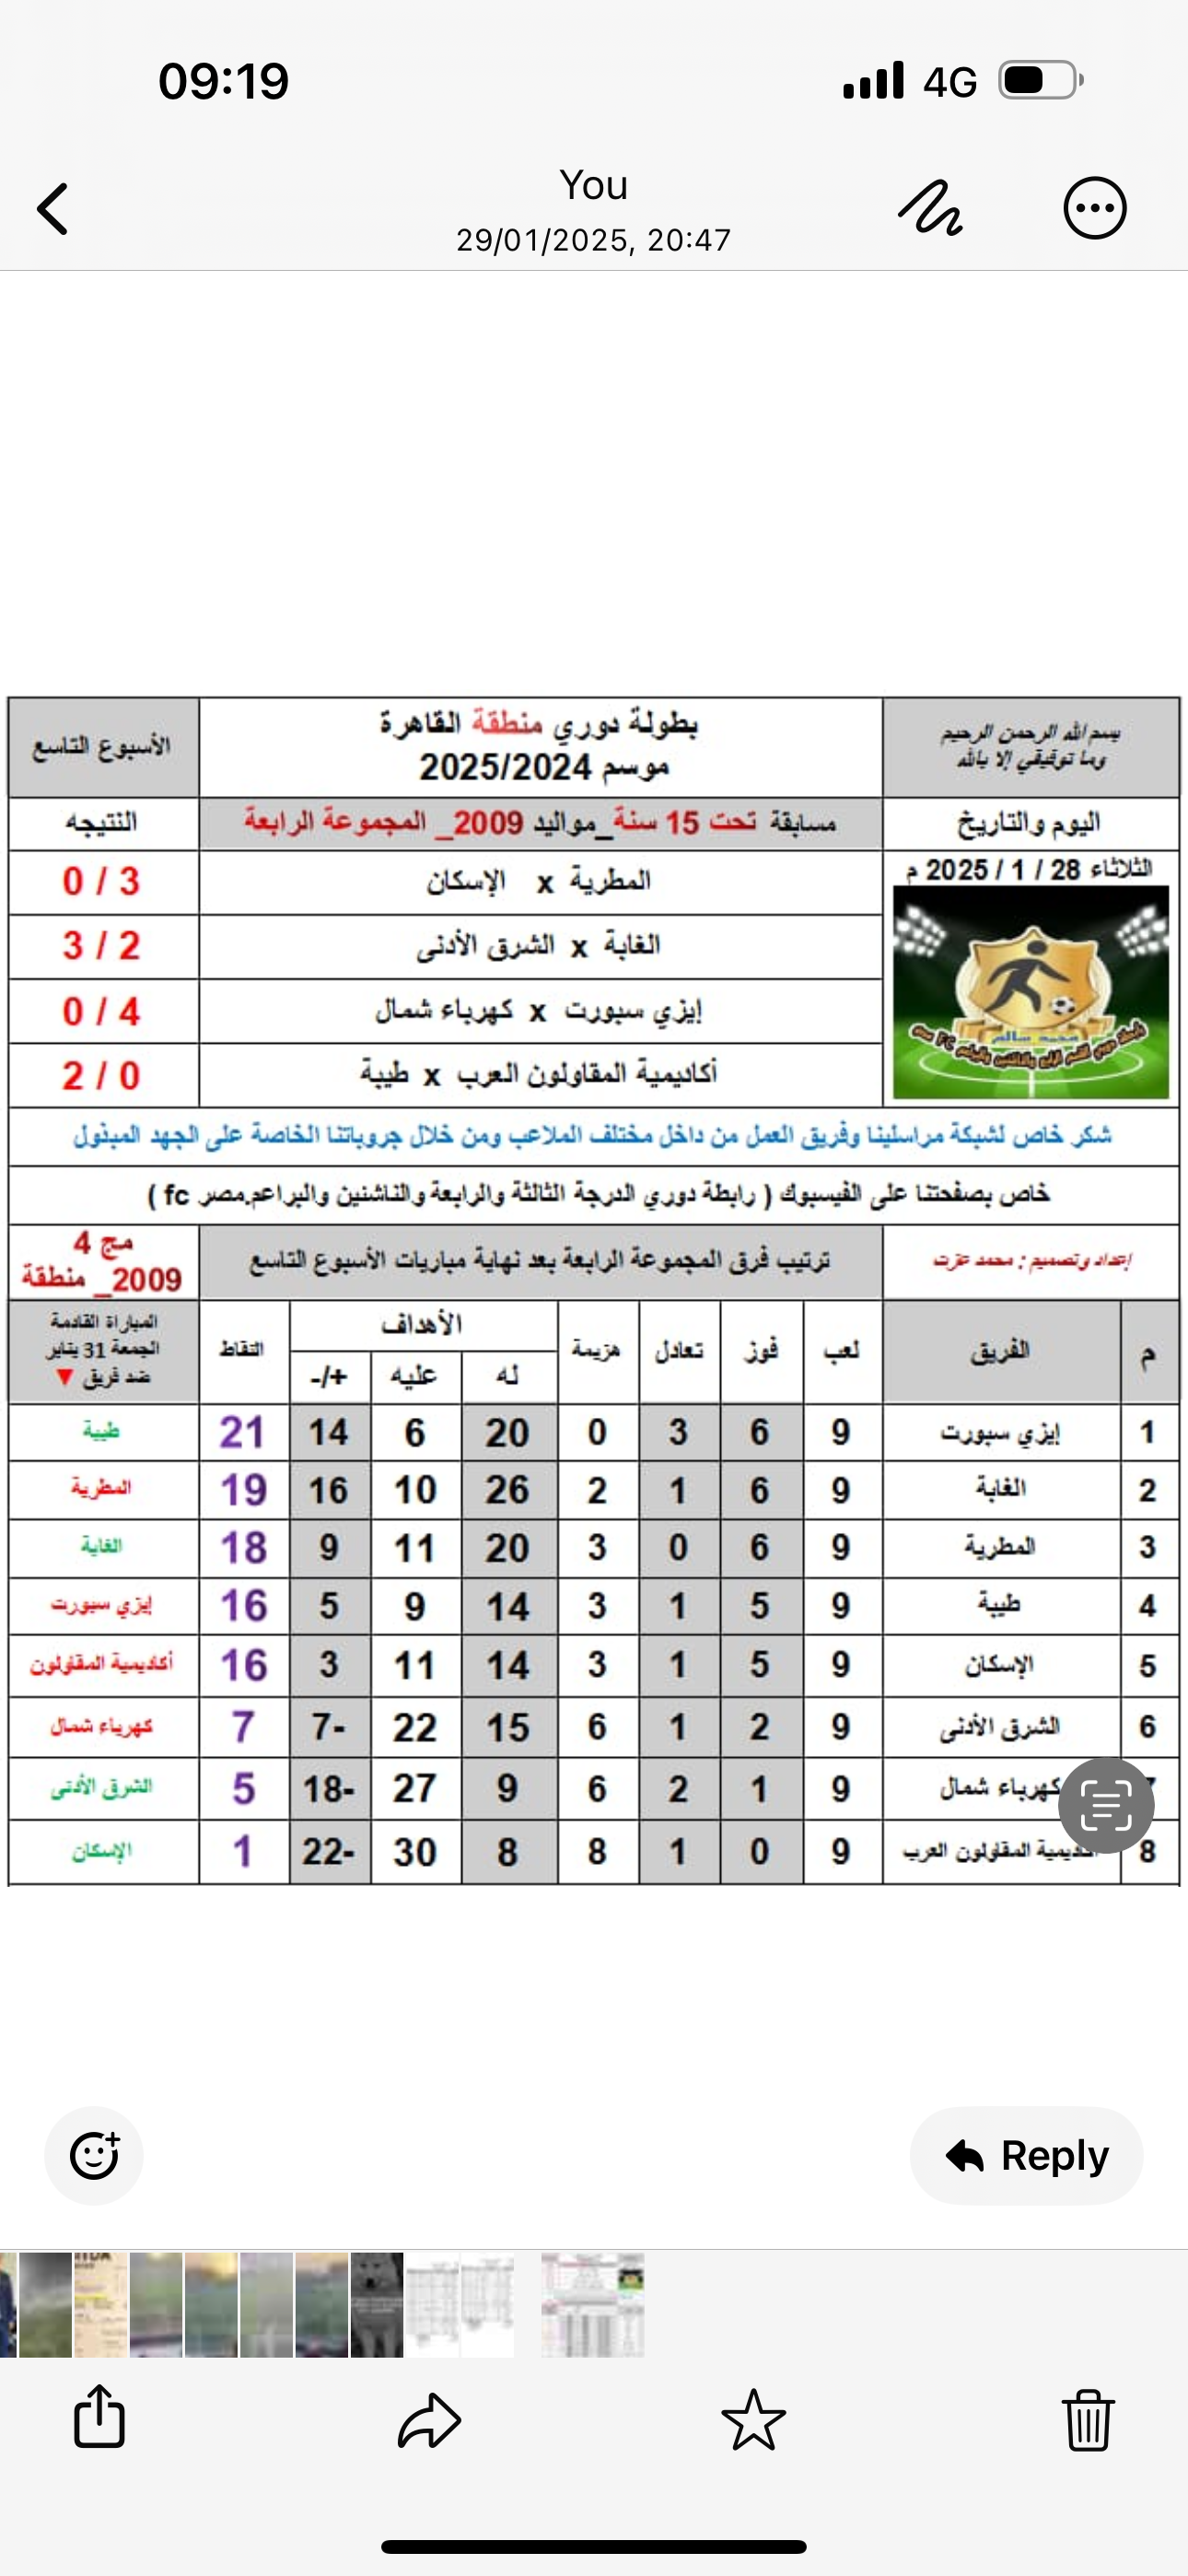 09:19
4G
You
29/01/2025, 20:47
بسم الله الرحمن الرحيم
وما توفيقي إلا بالله
بطولة دوري منطقة القاهرة
موسم 2025/2024
الأسبوع التاسع
اليوم والتاريخ
مسابقة تحت 15 سنة_مواليد 2009_ المجموعة الرابعة
النتيجه
الثلاثاء 28 / 1 / 2025 م
المطرية x الإسكان
0 / 3
الغابة x الشرق الأدنى
3 / 2
إيزي سبورت x كهرباء شمال
0 / 4
أكاديمية المقاولون العرب x طيبة
2 / 0
محمد سالم
شكر خاص لشبكة مراسلينا وفريق العمل من داخل مختلف الملاعب ومن خلال جروباتنا الخاصة على الجهد المبذول
خاص بصفحتنا على الفيسبوك ( رابطة دوري الدرجة الثالثة والرابعة والناشئين والبراعم.مصر fc )
إعداد وتصميم : محمد عزت
ترتيب فرق المجموعة الرابعة بعد نهاية مباريات الأسبوع التاسع
مج 4
2009_ منطقة
م الفريق لعب فوز تعادل هزيمة الأهداف النقاط
له عليه +/-
المباراة القادمة
الجمعة 31 يناير
ضد فريق ▼
1 إيزي سبورت 9 6 3 0 20 6 14 21 طيبة
2 الغابة 9 6 1 2 26 10 16 19 المطرية
3 المطرية 9 6 0 3 20 11 9 18 الغابة
4 طيبة 9 5 1 3 14 9 5 16 إيزي سبورت
5 الإسكان 9 5 1 3 14 11 3 16 أكاديمية المقاولون
6 الشرق الأدنى 9 2 1 6 15 22 7- 7 كهرباء شمال
7 كهرباء شمال 9 1 2 6 9 27 18- 5 الشرق الأدنى
8 أكاديمية المقاولون العرب 9 0 1 8 8 30 22- 1 الإسكان
Reply